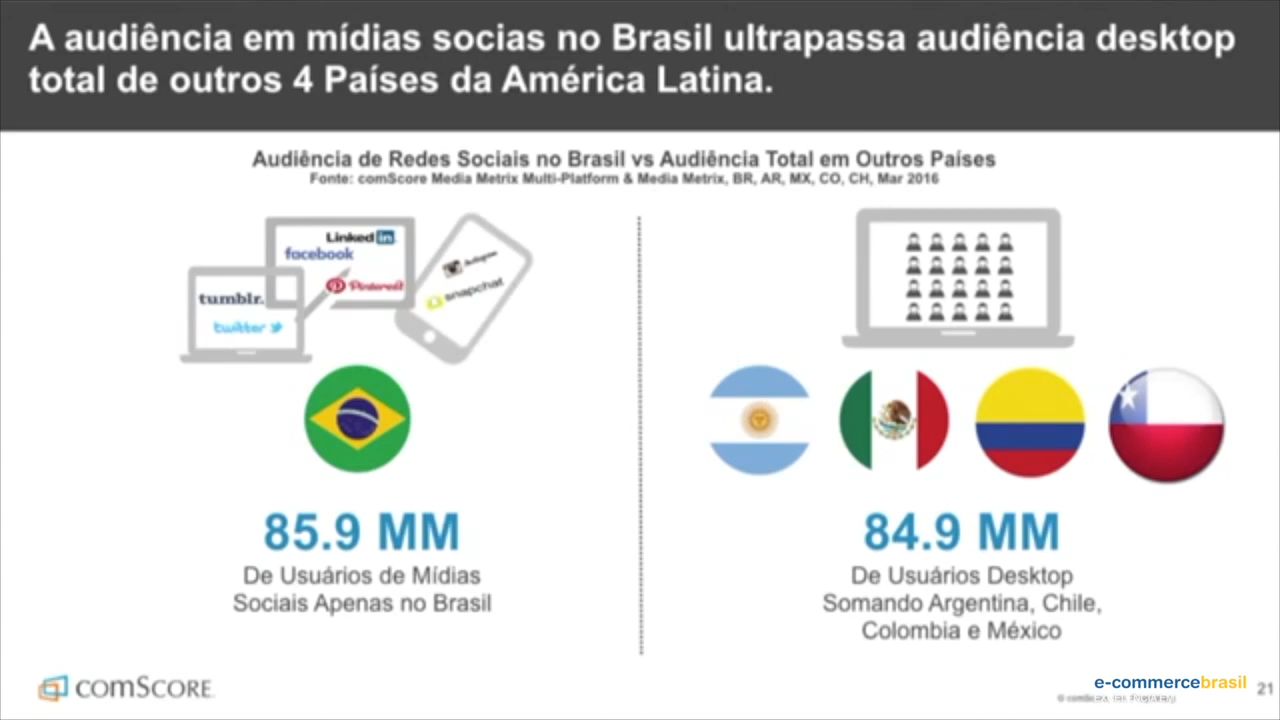 A audiência em mídias socias no Brasil ultrapassa audiência desktop
total de outros 4 Países da América Latina.
Audiência de Redes Sociais no Brasil vs Audiência Total em Outros Países
Fonte: comScore Media Metrix Multi-Platform & Media Metrix, BR, AR, MX, CO, CH, Mar 2016
Linked in
facebook
Pinterest
tumblr.
twitter
Instagram
snapchat
85.9 MM
De Usuários de Mídias
Sociais Apenas no Brasil
84.9 MM
De Usuários Desktop
Somando Argentina, Chile,
Colombia e México
comSCORE
e-commercebrasil
21